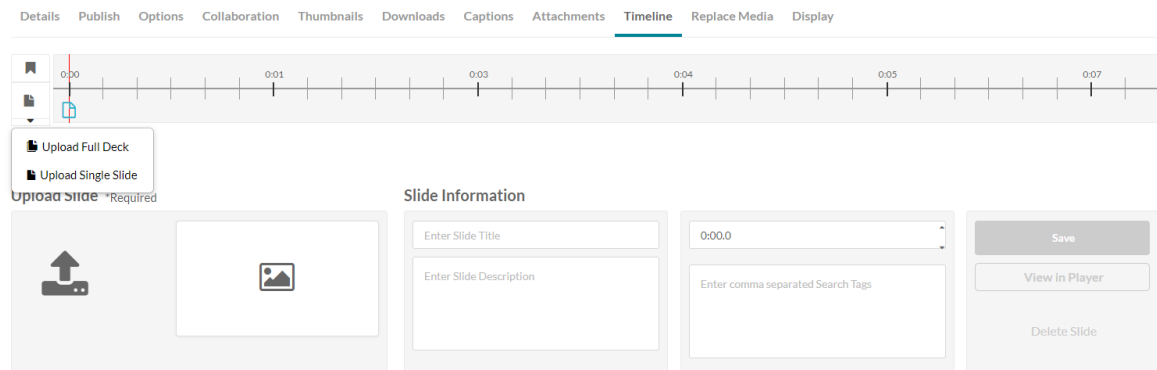 Details Publish Options Collaboration Thumbnails Downloads Captions Attachments Timeline Replace Media Display
0:00 0:01 0:03 0:04 0:05 0:07
Upload Full Deck
Upload Single Slide
Upload Slide *Required
Slide Information
Enter Slide Title
0:00.0
Save
Enter Slide Description
Enter comma separated Search Tags
View in Player
Delete Slide